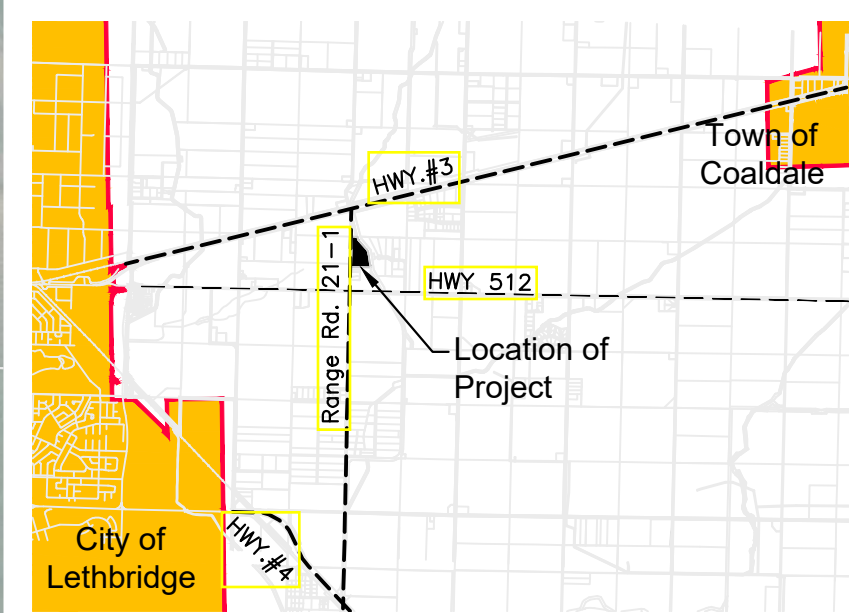 Town of
Coaldale
HWY.#3
Range Rd. 21-1
HWY 512
Location of
Project
City of
Lethbridge
HWY.#4